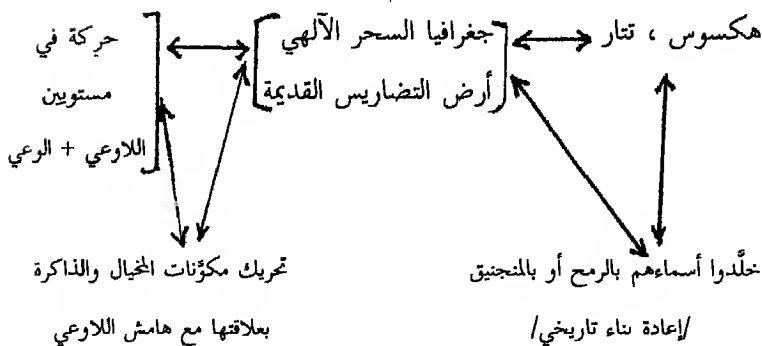 هكسوس ، تتار
جغرافيا السحر الآلهي
أرض التضاريس القديمة
حركة في
مستويين
اللاوعي + الوعي
خلَّدوا أسماءهم بالرمح أو بالمنجنيق
/إعادة بناء تاريخي/
تحريك مكوَّنات المخيال والذاكرة
بعلاقتها مع هامش اللاوعي